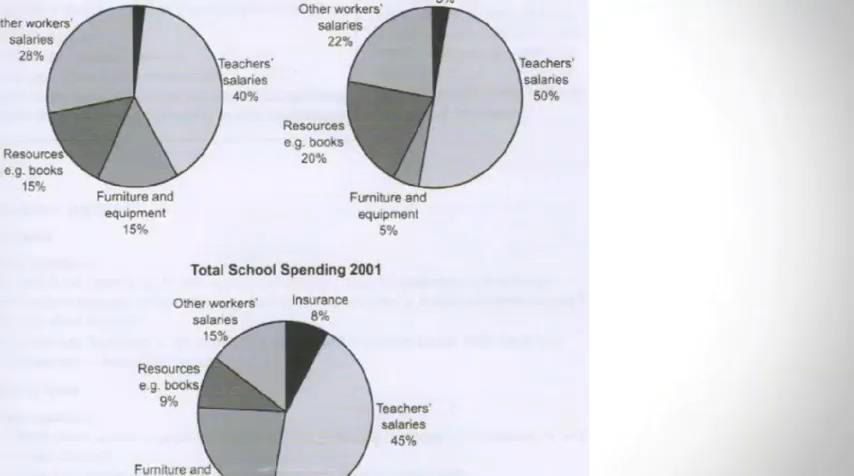 ther workers'
salaries
28%
Teachers'
salaries
40%
Resources
e.g. books
15%
Furniture and
equipment
15%
Other workers'
salaries
22%
Teachers'
salaries
50%
Resources
e.g. books
20%
Furniture and
equipment
5%
Total School Spending 2001
Other workers'
salaries
15%
Insurance
8%
Resources
e.g. books
9%
Teachers'
salaries
45%
Furniture and